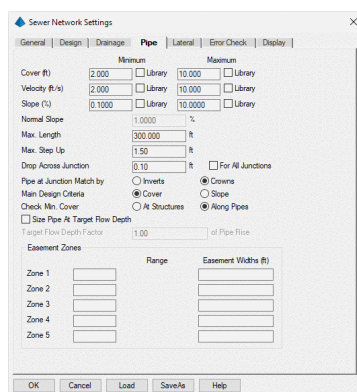 Sewer Network Settings
General Design Drainage Pipe Lateral Error Check Display
Minimum Maximum
Cover (ft) 2.000 Library 10.000 Library
Velocity (ft/s) 2.000 Library 10.000 Library
Slope (%) 0.1000 Library 10.0000 Library
Normal Slope 1.0000 %
Max. Length 300.000 ft
Max. Step Up 1.50 ft
Drop Across Junction 0.10 ft For All Junctions
Pipe at Junction Match by Inverts Crowns
Main Design Criteria Cover Slope
Check Min. Cover At Structures Along Pipes
Size Pipe At Target Flow Depth
Target Flow Depth Factor 1.00 of Pipe Rise
Easement Zones
Range Easement Widths (ft)
Zone 1
Zone 2
Zone 3
Zone 4
Zone 5
OK Cancel Load SaveAs Help